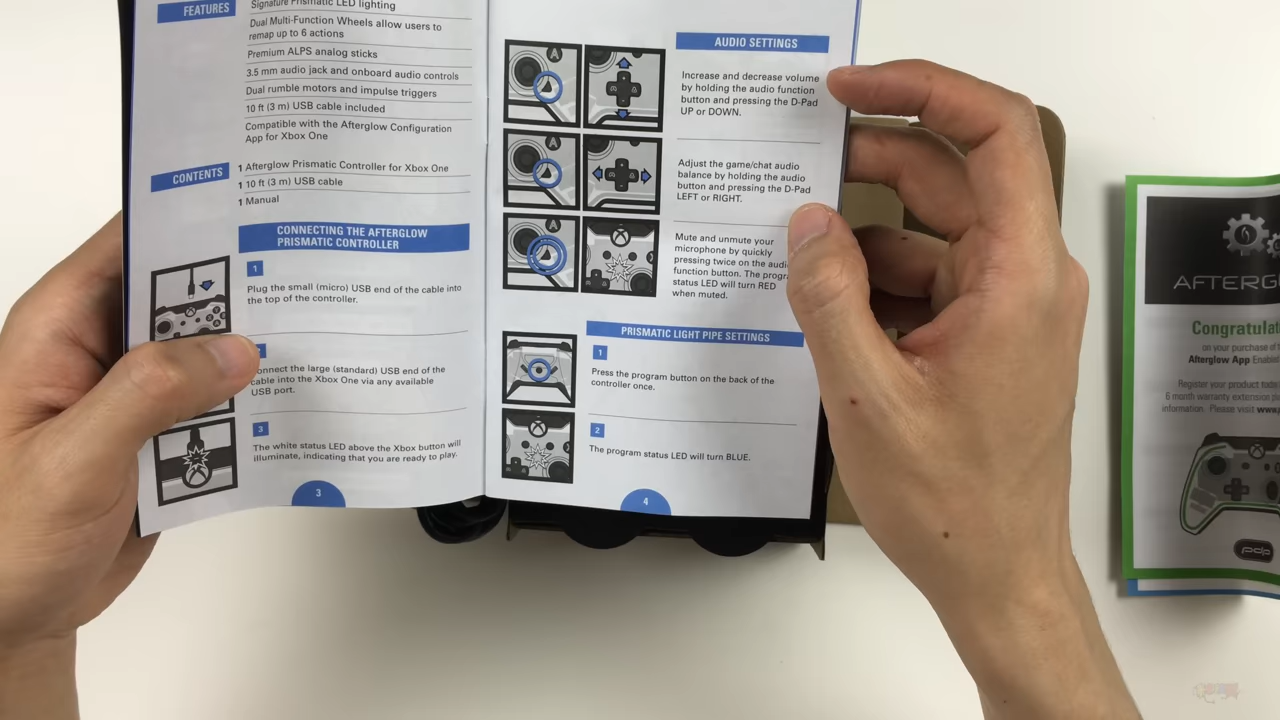 FEATURES
Signature Prismatic LED lighting
Dual Multi-Function Wheels allow users to
remap up to 6 actions
Premium ALPS analog sticks
3.5 mm audio jack and onboard audio controls
Dual rumble motors and impulse triggers
10 ft (3 m) USB cable included
Compatible with the Afterglow Configuration
App for Xbox One
CONTENTS
1 Afterglow Prismatic Controller for Xbox One
1 10 ft (3 m) USB cable
1 Manual
CONNECTING THE AFTERGLOW
PRISMATIC CONTROLLER
1
Plug the small (micro) USB end of the cable into
the top of the controller.
connect the large (standard) USB end of the
cable into the Xbox One via any available
USB port.
3
The white status LED above the Xbox button will
illuminate, indicating that you are ready to play.
3
AUDIO SETTINGS
A
Increase and decrease volume
by holding the audio function
button and pressing the D-Pad
UP or DOWN.
A
Adjust the game/chat audio
balance by holding the audio
button and pressing the D-Pad
LEFT or RIGHT.
A
Mute and unmute your
microphone by quickly
pressing twice on the audio
function button. The program
status LED will turn RED
when muted.
PRISMATIC LIGHT PIPE SETTINGS
1
Press the program button on the back of the
controller once.
2
The program status LED will turn BLUE.
4
AFTERG
Congratulat
on your purchase of
Afterglow App Enabl
Register your product toda
6 month warranty extension pl
information. Please visit www.
pdp